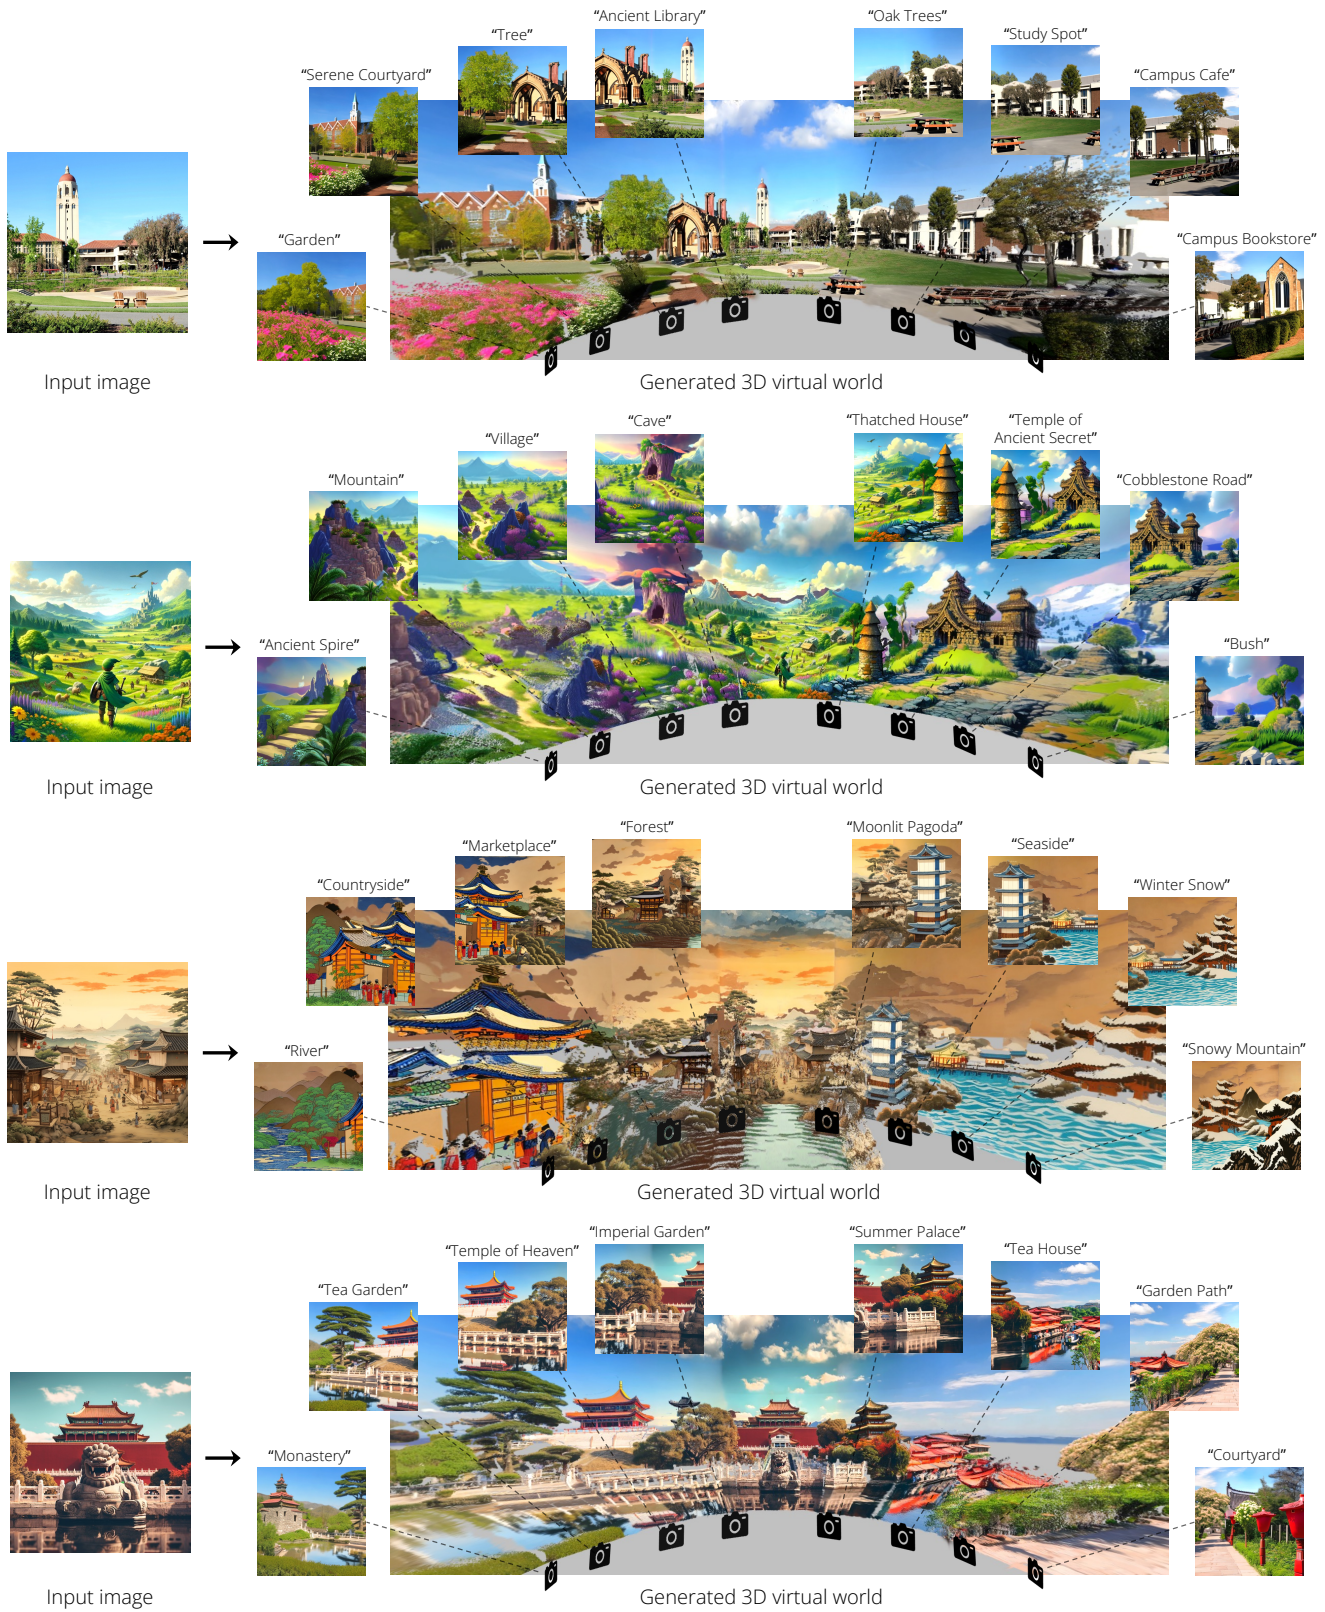 “Ancient Library”
“Oak Trees”
“Tree”
“Study Spot”
“Serene Courtyard”
“Campus Cafe”
“Garden”
“Campus Bookstore”
Input image
Generated 3D virtual world
“Cave”
“Thatched House”
“Temple of
Ancient Secret”
“Village”
“Mountain”
“Cobblestone Road”
“Ancient Spire”
“Bush”
Input image
Generated 3D virtual world
“Forest”
“Moonlit Pagoda”
“Marketplace”
“Seaside”
“Countryside”
“Winter Snow”
“River”
“Snowy Mountain”
Input image
Generated 3D virtual world
“Imperial Garden”
“Summer Palace”
“Temple of Heaven”
“Tea House”
“Tea Garden”
“Garden Path”
“Monastery”
“Courtyard”
Input image
Generated 3D virtual world